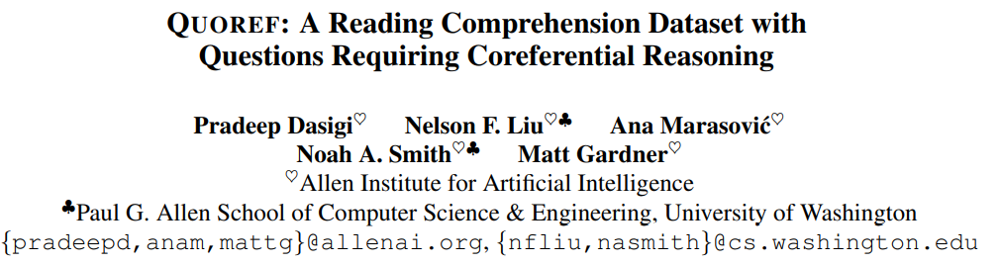 QUOREF: A Reading Comprehension Dataset with
Questions Requiring Coreferential Reasoning
Pradeep Dasigi♡ Nelson F. Liu♡♣ Ana Marasović♡
Noah A. Smith♡♣ Matt Gardner♡
♡Allen Institute for Artificial Intelligence
♣Paul G. Allen School of Computer Science & Engineering, University of Washington
{pradeepd,anam,mattg}@allenai.org, {nfliu,nasmith}@cs.washington.edu